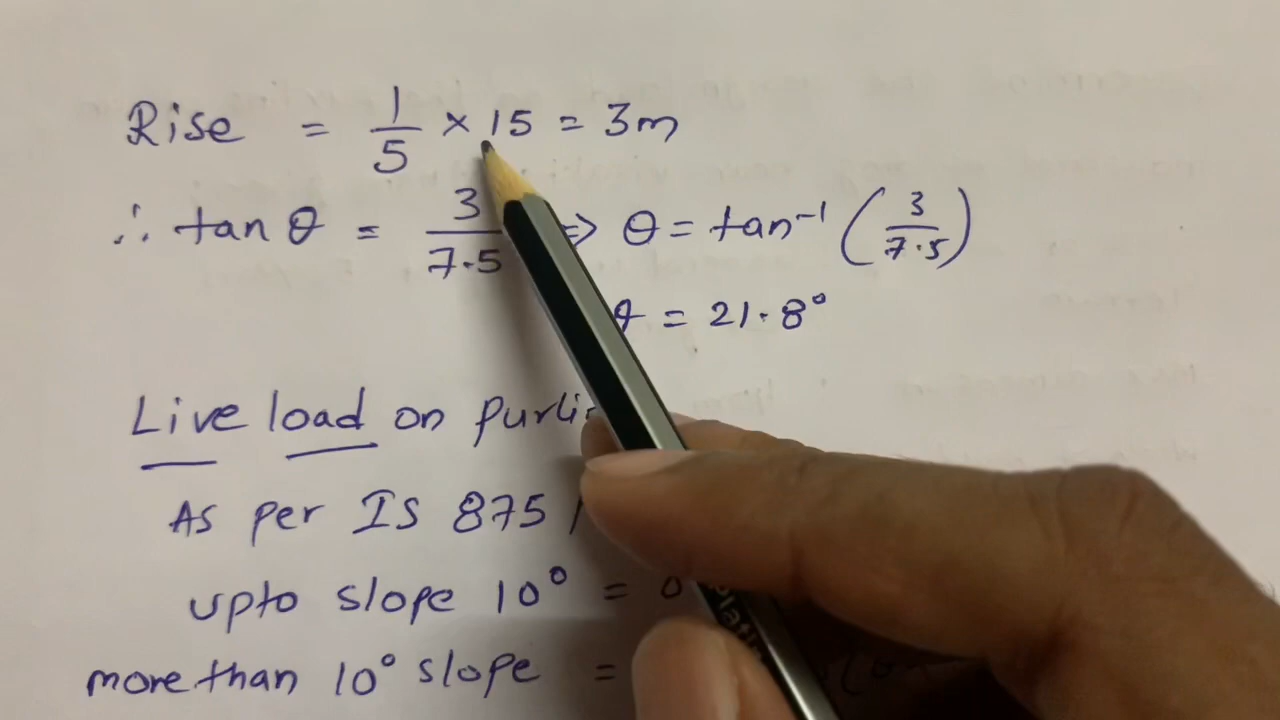 Rise = 1/5 × 15 = 3m
∴ tan θ = 3/7.5 ⇒ θ = tan⁻¹ (3/7.5)
θ = 21.8°
Live load on
As per IS 875
upto slope 10° =
more than 10° slope =